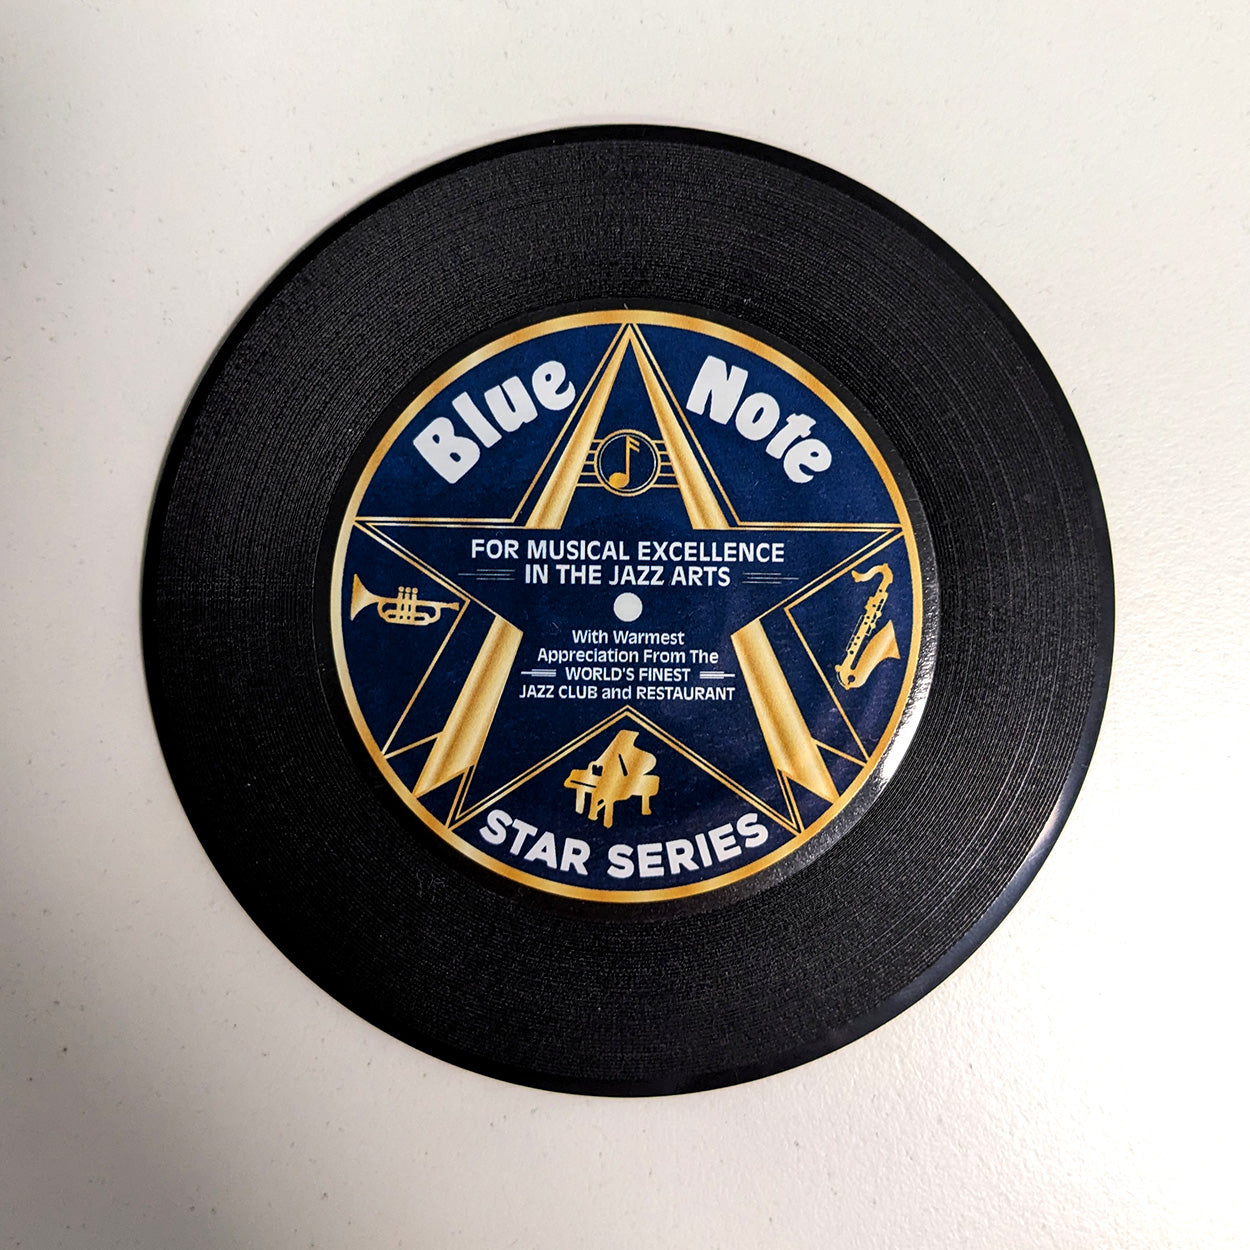 Blue Note
FOR MUSICAL EXCELLENCE
IN THE JAZZ ARTS
With Warmest
Appreciation From The
WORLD'S FINEST
JAZZ CLUB and RESTAURANT
STAR SERIES